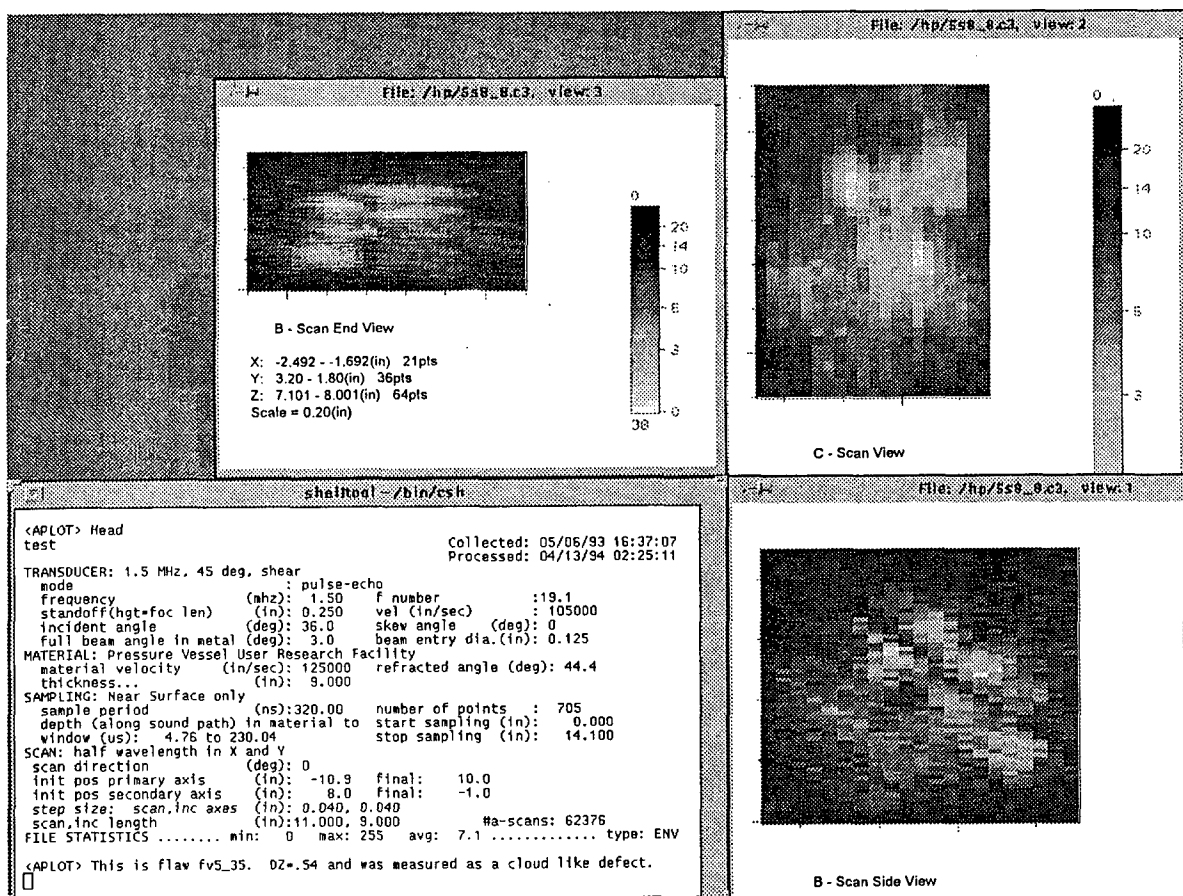 File: /hp/5s8_8.c3, view: 3
0
20
14
10
6
3
0
38
B - Scan End View
X: -2.492 - -1.692(in) 21pts
Y: 3.20 - 1.80(in) 36pts
Z: 7.101 - 8.001(in) 64pts
Scale = 0.20(in)
File: /hp/5s8_8.c3, view: 2
0
20
14
10
6
3
C - Scan View
shelltool - /bin/csh
<APLOT> Head
test
Collected: 05/06/93 16:37:07
Processed: 04/13/94 02:25:11
TRANSDUCER: 1.5 MHz, 45 deg, shear
mode : pulse-echo
frequency (mhz): 1.50 f number :19.1
standoff(hgt=foc len) (in): 0.250 vel (in/sec) : 105000
incident angle (deg): 36.0 skew angle (deg): 0
full beam angle in metal (deg): 3.0 beam entry dia.(in): 0.125
MATERIAL: Pressure Vessel User Research Facility
material velocity (in/sec): 125000 refracted angle (deg): 44.4
thickness... (in): 9.000
SAMPLING: Near Surface only
sample period (ns):320.00 number of points : 705
depth (along sound path) in material to start sampling (in): 0.000
window (us): 4.76 to 230.04 stop sampling (in): 14.100
SCAN: half wavelength in X and Y
scan direction (deg): 0
init pos primary axis (in): -10.9 final: 10.0
init pos secondary axis (in): 8.0 final: -1.0
step size: scan,inc axes (in): 0.040, 0.040
scan,inc length (in):11.000, 9.000 #a-scans: 62376
FILE STATISTICS ........ min: 0 max: 255 avg: 7.1 ............. type: ENV
<APLOT> This is flaw fv5_35. DZ=.54 and was measured as a cloud like defect.
File: /hp/5s8_8.c3, view: 1
B - Scan Side View